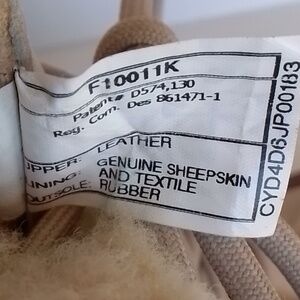 F10011K
Patent# D574,130
Reg. Com. Des 861471-1
UPPER: LEATHER
LINING: GENUINE SHEEPSKIN
AND TEXTILE
OUTSOLE: RUBBER
CYD4D6JP00183